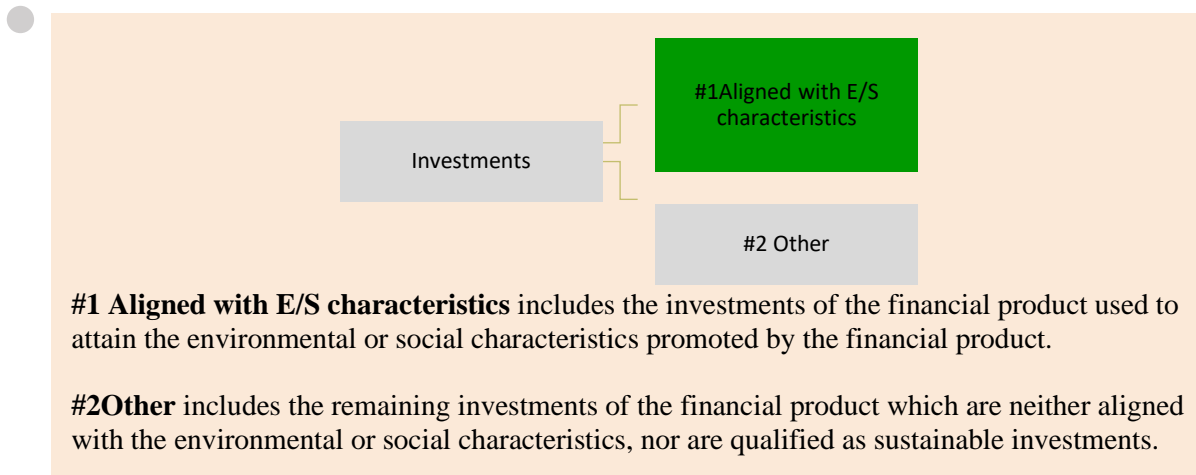 #1Aligned with E/S
characteristics
Investments
#2 Other
#1 Aligned with E/S characteristics includes the investments of the financial product used to
attain the environmental or social characteristics promoted by the financial product.
#2Other includes the remaining investments of the financial product which are neither aligned
with the environmental or social characteristics, nor are qualified as sustainable investments.